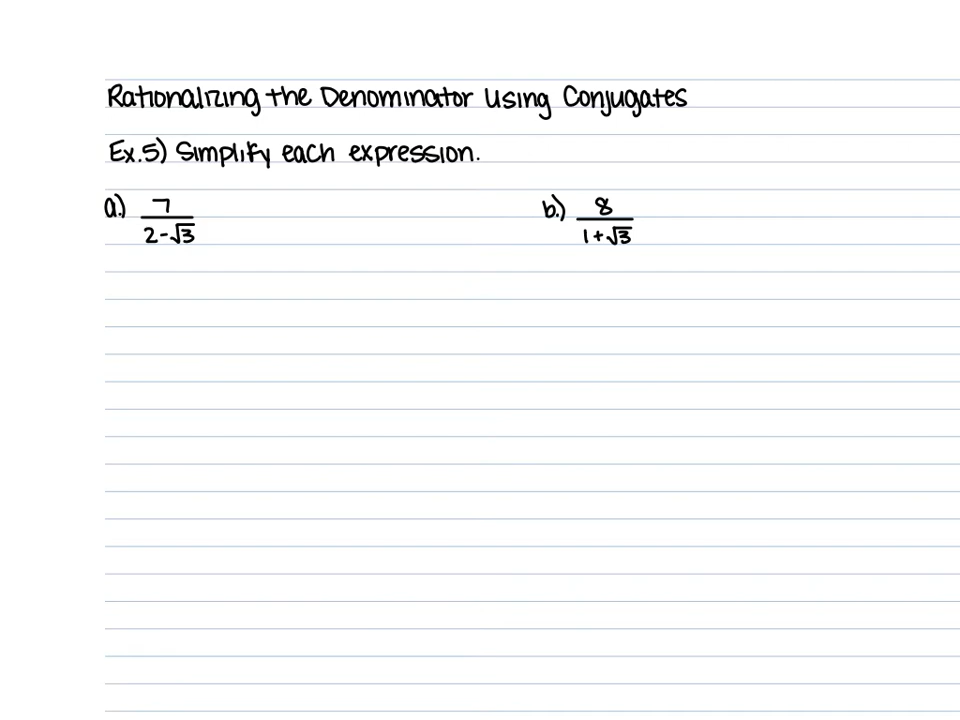 Rationalizing the Denominator Using Conjugates
Ex.5) Simplify each expression.
a.) 7/(2-√3) b.) 8/(1+√3)